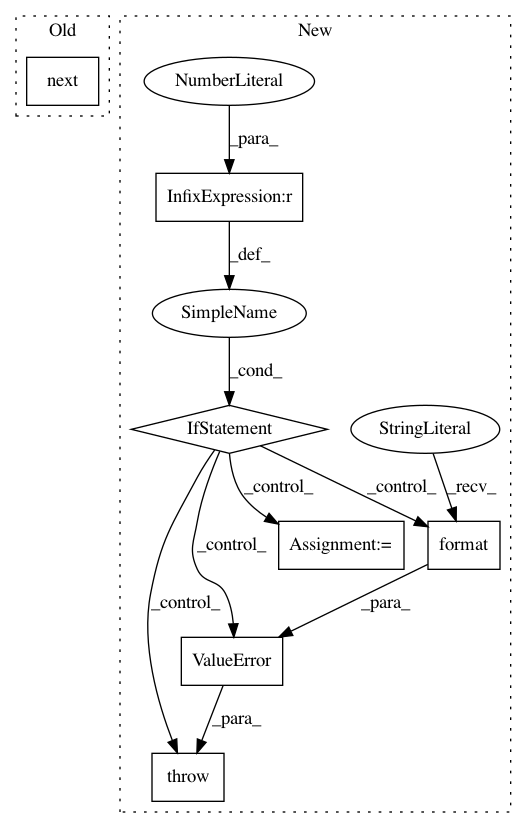 Old
New
next
NumberLiteral
_para_
InfixExpression:r
_def_
SimpleName
_cond_
IfStatement
StringLiteral
_control_
_control_
_recv_
_control_
Assignment:=
format
_control_
_para_
ValueError
_para_
throw